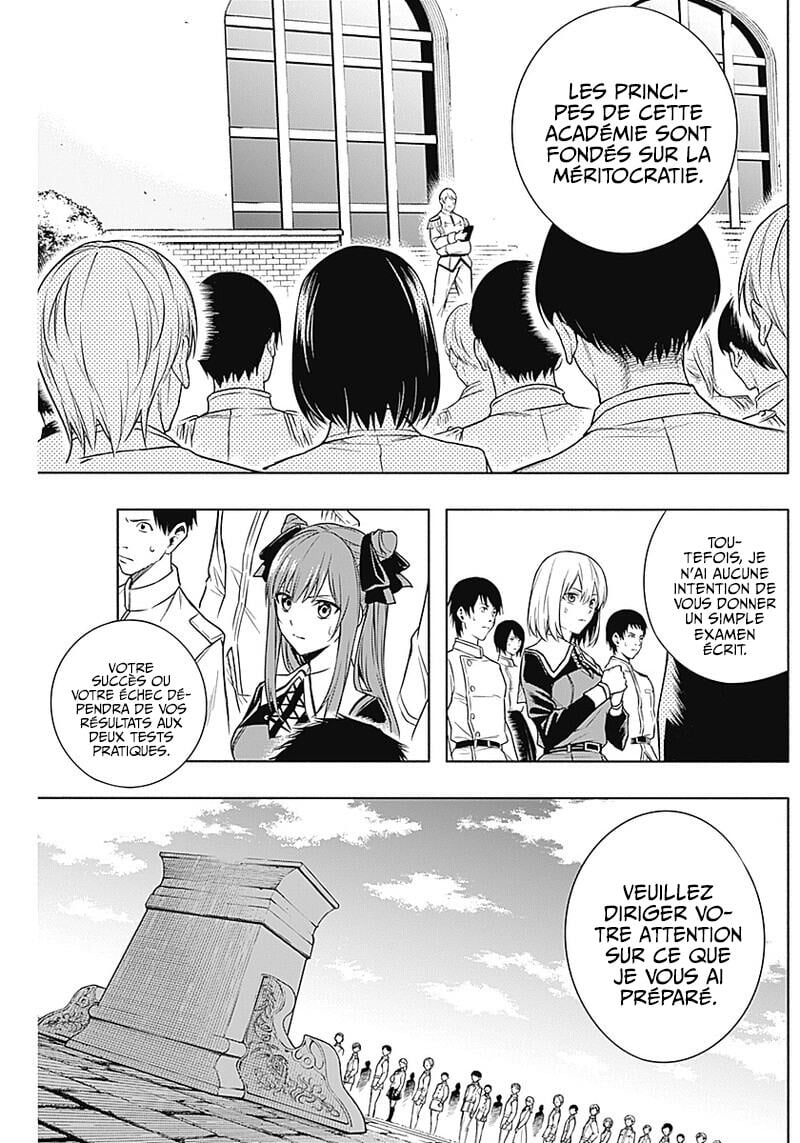 LES PRINCI-
PES DE CETTE
ACADÉMIE SONT
FONDÉS SUR LA
MÉRITOCRATIE.
TOU-
TEFOIS, JE
N'AI AUCUNE
INTENTION DE
VOUS DONNER
UN SIMPLE
EXAMEN
ÉCRIT.
VOTRE
SUCCÈS OU
VOTRE ÉCHEC DÉ-
PENDRA DE VOS
RÉSULTATS AUX
DEUX TESTS
PRATIQUES.
VEUILLEZ
DIRIGER VO-
TRE ATTENTION
SUR CE QUE
JE VOUS AI
PRÉPARÉ.